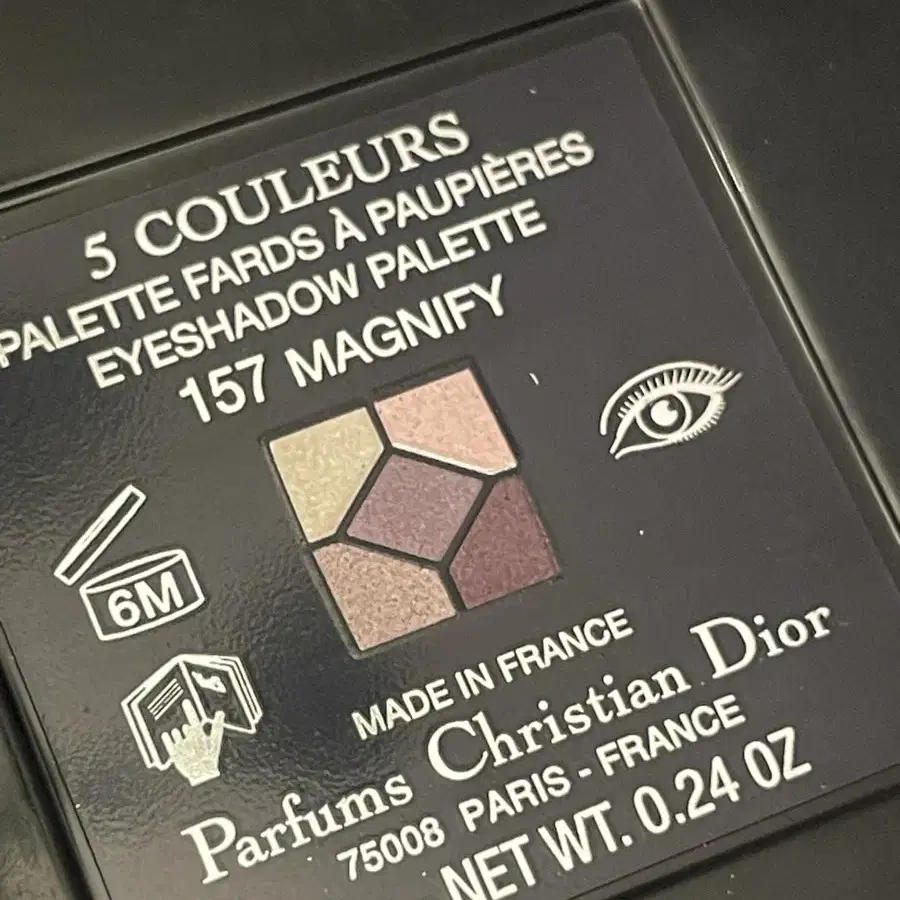 5 COULEURS
PALETTE FARDS À PAUPIÈRES
EYESHADOW PALETTE
157 MAGNIFY
6M
MADE IN FRANCE
Parfums Christian Dior
75008 PARIS - FRANCE
NET WT. 0.24 OZ